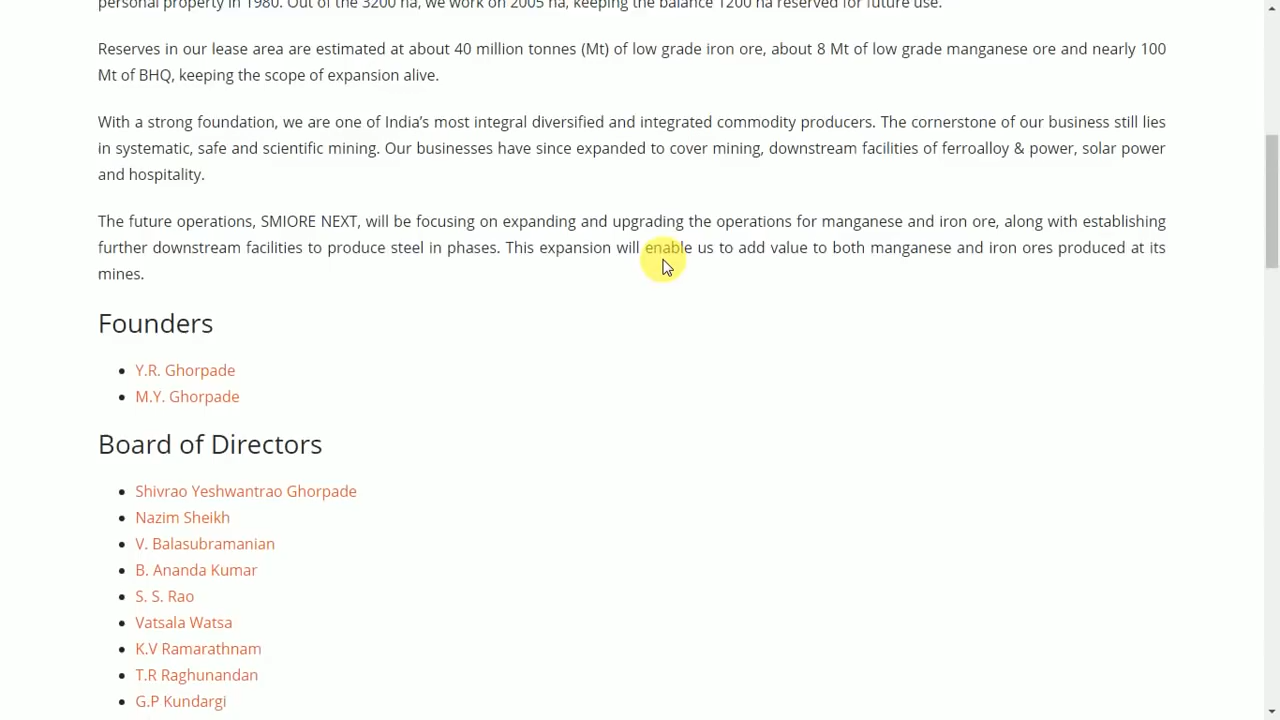 personal property in 1980. Out of the 3200 ha, we work on 2005 ha, keeping the balance 1200 ha reserved for future use.
Reserves in our lease area are estimated at about 40 million tonnes (Mt) of low grade iron ore, about 8 Mt of low grade manganese ore and nearly 100
Mt of BHQ, keeping the scope of expansion alive.
With a strong foundation, we are one of India’s most integral diversified and integrated commodity producers. The cornerstone of our business still lies
in systematic, safe and scientific mining. Our businesses have since expanded to cover mining, downstream facilities of ferroalloy & power, solar power
and hospitality.
The future operations, SMIORE NEXT, will be focusing on expanding and upgrading the operations for manganese and iron ore, along with establishing
further downstream facilities to produce steel in phases. This expansion will enable us to add value to both manganese and iron ores produced at its
mines.
Founders
• Y.R. Ghorpade
• M.Y. Ghorpade
Board of Directors
• Shivrao Yeshwantrao Ghorpade
• Nazim Sheikh
• V. Balasubramanian
• B. Ananda Kumar
• S. S. Rao
• Vatsala Watsa
• K.V Ramarathnam
• T.R Raghunandan
• G.P Kundargi